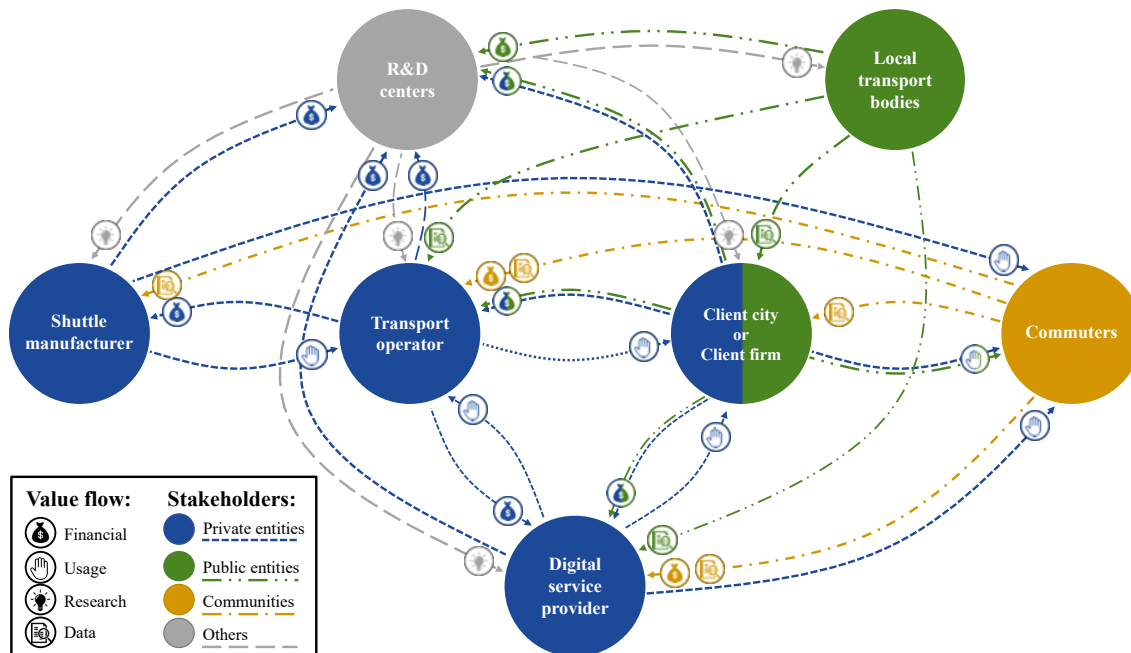 R&D
centers
Local
transport
bodies
Shuttle
manufacturer
Transport
operator
Client city
or
Client firm
Commuters
Digital
service
provider
Value flow:
Financial
Usage
Research
Data
Stakeholders:
Private entities
Public entities
Communities
Others